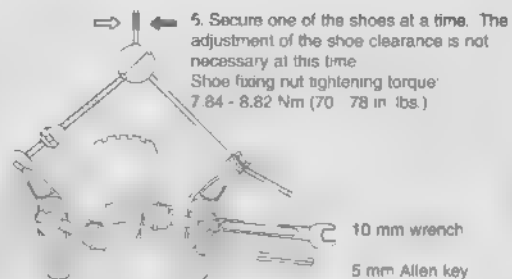 5. Secure one of the shoes at a time. The
adjustment of the shoe clearance is not
necessary at this time
Shoe fixing nut tightening torque:
7.84 - 8.82 Nm (70 78 in lbs.)
10 mm wrench
5 mm Allen key